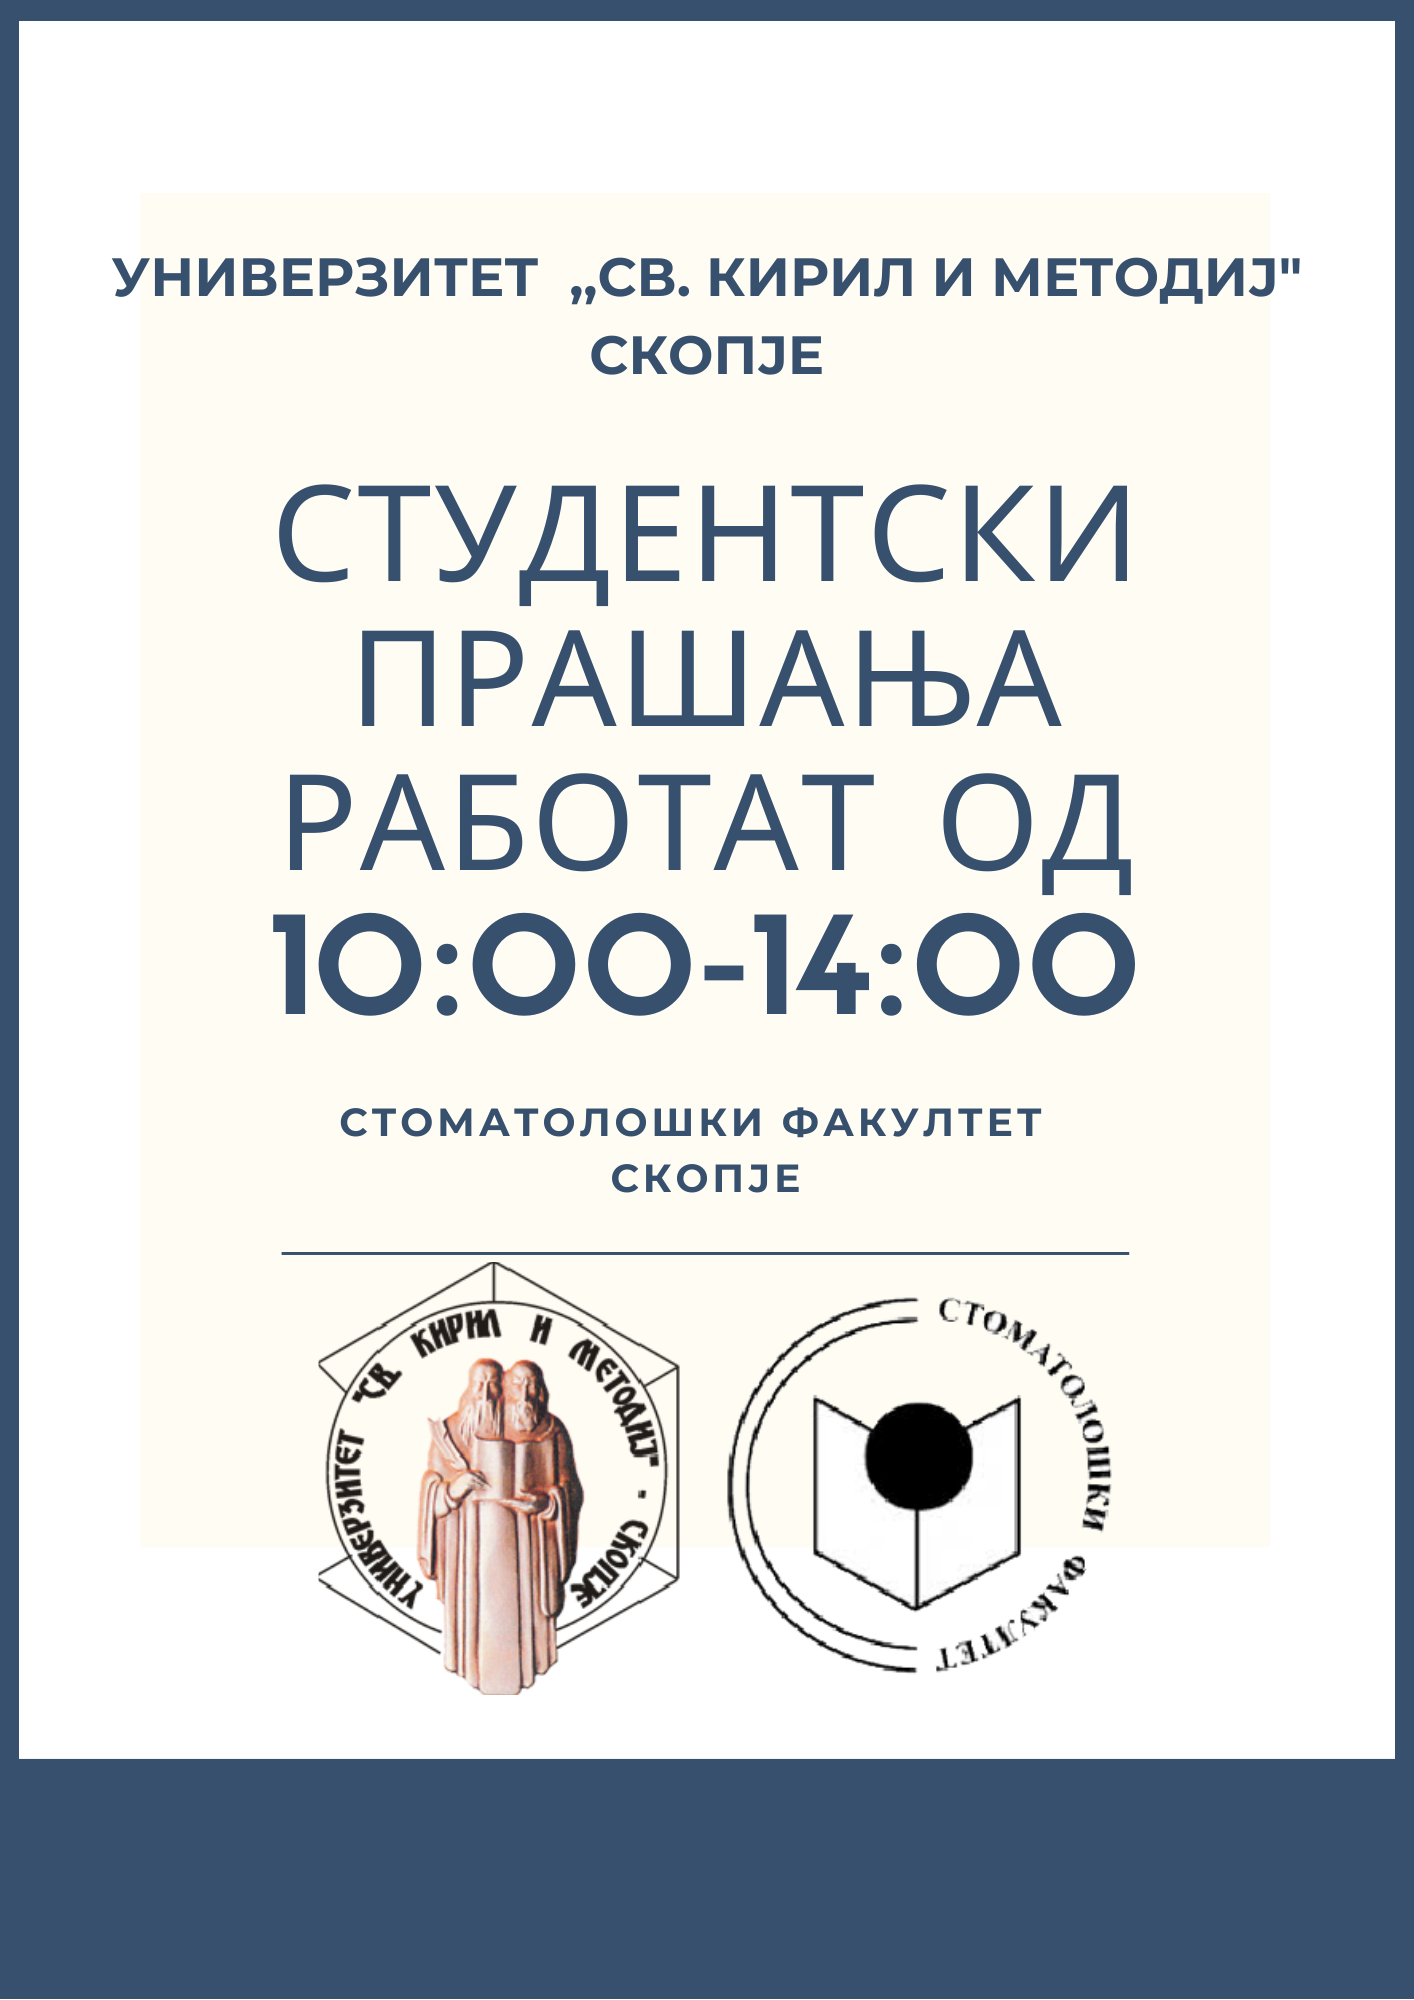 УНИВЕРЗИТЕТ ,,СВ. КИРИЛ И МЕТОДИЈ"
СКОПЈЕ
СТУДЕНТСКИ
ПРАШАЊА
РАБОТАТ ОД
10:00-14:00
СТОМАТОЛОШКИ ФАКУЛТЕТ
СКОПЈЕ
УНИВЕРЗИТЕТ "СВ КИРИЛ И МЕТОДИЈ" - СКОПЈЕ
СТОМАТОЛОШКИ ФАКУЛТЕТ